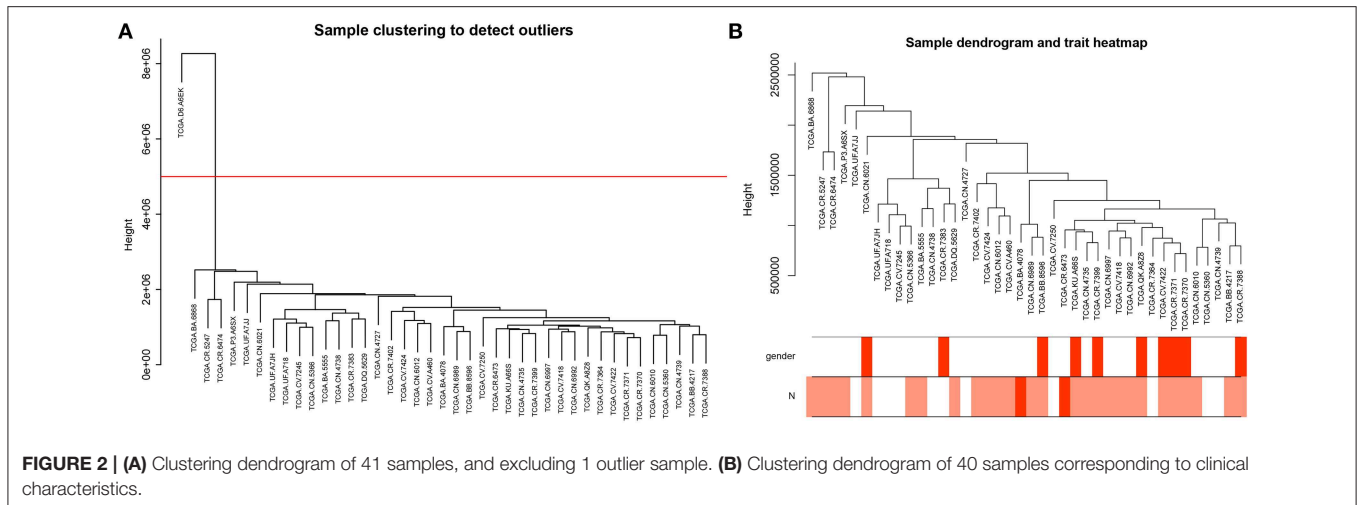 A
Sample clustering to detect outliers
Height
8e+06
6e+06
4e+06
2e+06
0e+00
TCGA.D6.A6EK
TCGA.BA.6868
TCGA.CR.5247
TCGA.CR.6474
TCGA.P3.A6SX
TCGA.UF.A7JJ
TCGA.CN.6021
TCGA.UF.A7JH
TCGA.UF.A718
TCGA.CV.7245
TCGA.CN.5366
TCGA.BA.5555
TCGA.CN.4738
TCGA.CR.7383
TCGA.DQ.5629
TCGA.CN.4727
TCGA.CR.7402
TCGA.CV.7424
TCGA.CN.6012
TCGA.CV.A460
TCGA.BA.4078
TCGA.CN.6989
TCGA.BB.8596
TCGA.CV.7250
TCGA.CR.6473
TCGA.KU.A66S
TCGA.CN.4735
TCGA.CR.7399
TCGA.CN.6997
TCGA.CV.7418
TCGA.CN.6992
TCGA.QK.A8Z8
TCGA.CR.7364
TCGA.CV.7422
TCGA.CR.7371
TCGA.CR.7370
TCGA.CN.6010
TCGA.CN.5360
TCGA.CN.4739
TCGA.BB.4217
TCGA.CR.7388
B
Sample dendrogram and trait heatmap
Height
2500000
1500000
500000
TCGA.BA.6868
TCGA.CR.5247
TCGA.CR.6474
TCGA.P3.A6SX
TCGA.UF.A7JJ
TCGA.CN.6021
TCGA.UF.A7JH
TCGA.UF.A718
TCGA.CV.7245
TCGA.CN.5366
TCGA.BA.5555
TCGA.CN.4738
TCGA.CR.7383
TCGA.DQ.5629
TCGA.CN.4727
TCGA.CR.7402
TCGA.CV.7424
TCGA.CN.6012
TCGA.CV.A460
TCGA.BA.4078
TCGA.CN.6989
TCGA.BB.8596
TCGA.CV.7250
TCGA.CR.6473
TCGA.KU.A66S
TCGA.CN.4735
TCGA.CR.7399
TCGA.CN.6997
TCGA.CV.7418
TCGA.CN.6992
TCGA.QK.A8Z8
TCGA.CR.7364
TCGA.CV.7422
TCGA.CR.7371
TCGA.CR.7370
TCGA.CN.6010
TCGA.CN.5360
TCGA.CN.4739
TCGA.BB.4217
TCGA.CR.7388
gender
N
FIGURE 2 | (A) Clustering dendrogram of 41 samples, and excluding 1 outlier sample. (B) Clustering dendrogram of 40 samples corresponding to clinical
characteristics.